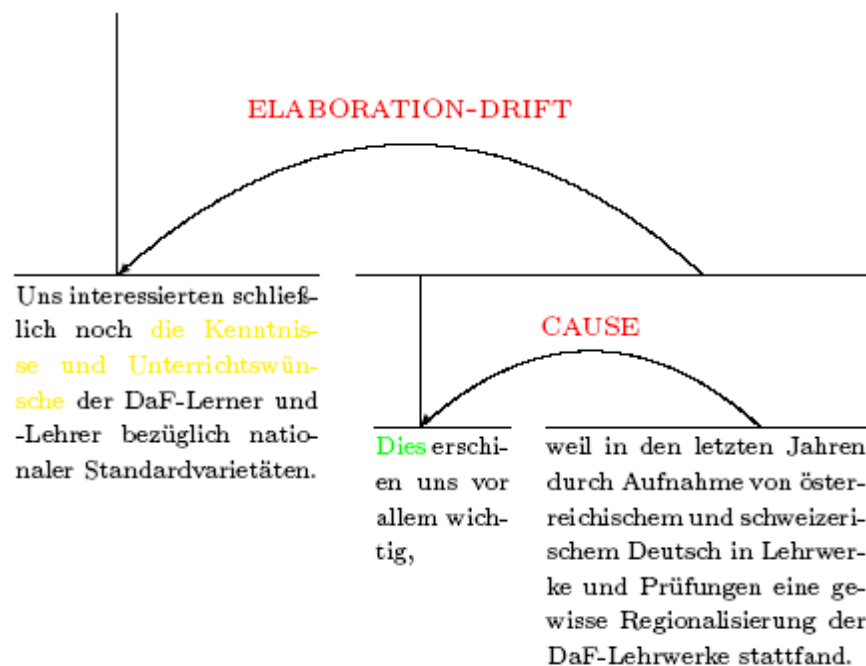 ELABORATION-DRIFT
Uns interessierten schließ-
lich noch die Kenntnis-
se und Unterrichtswün-
sche der DaF-Lerner und
-Lehrer bezüglich natio-
naler Standardvarietäten.
CAUSE
Dies erschi-
en uns vor
allem wich-
tig,
weil in den letzten Jahren
durch Aufnahme von öster-
reichischem und schweizeri-
schem Deutsch in Lehrwer-
ke und Prüfungen eine ge-
wisse Regionalisierung der
DaF-Lehrwerke stattfand.